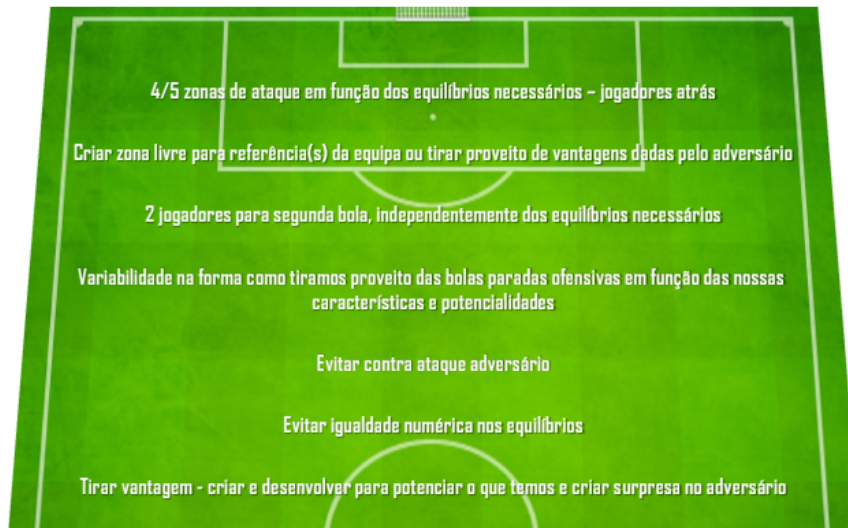 4/5 zonas de ataque em função dos equilíbrios necessários – jogadores atrás
Criar zona livre para referência(s) da equipa ou tirar proveito de vantagens dadas pelo adversário
2 jogadores para segunda bola, independentemente dos equilíbrios necessários
Variabilidade na forma como tiramos proveito das bolas paradas ofensivas em função das nossas
características e potencialidades
Evitar contra ataque adversário
Evitar igualdade numérica nos equilíbrios
Tirar vantagem - criar e desenvolver para potenciar o que temos e criar surpresa no adversário